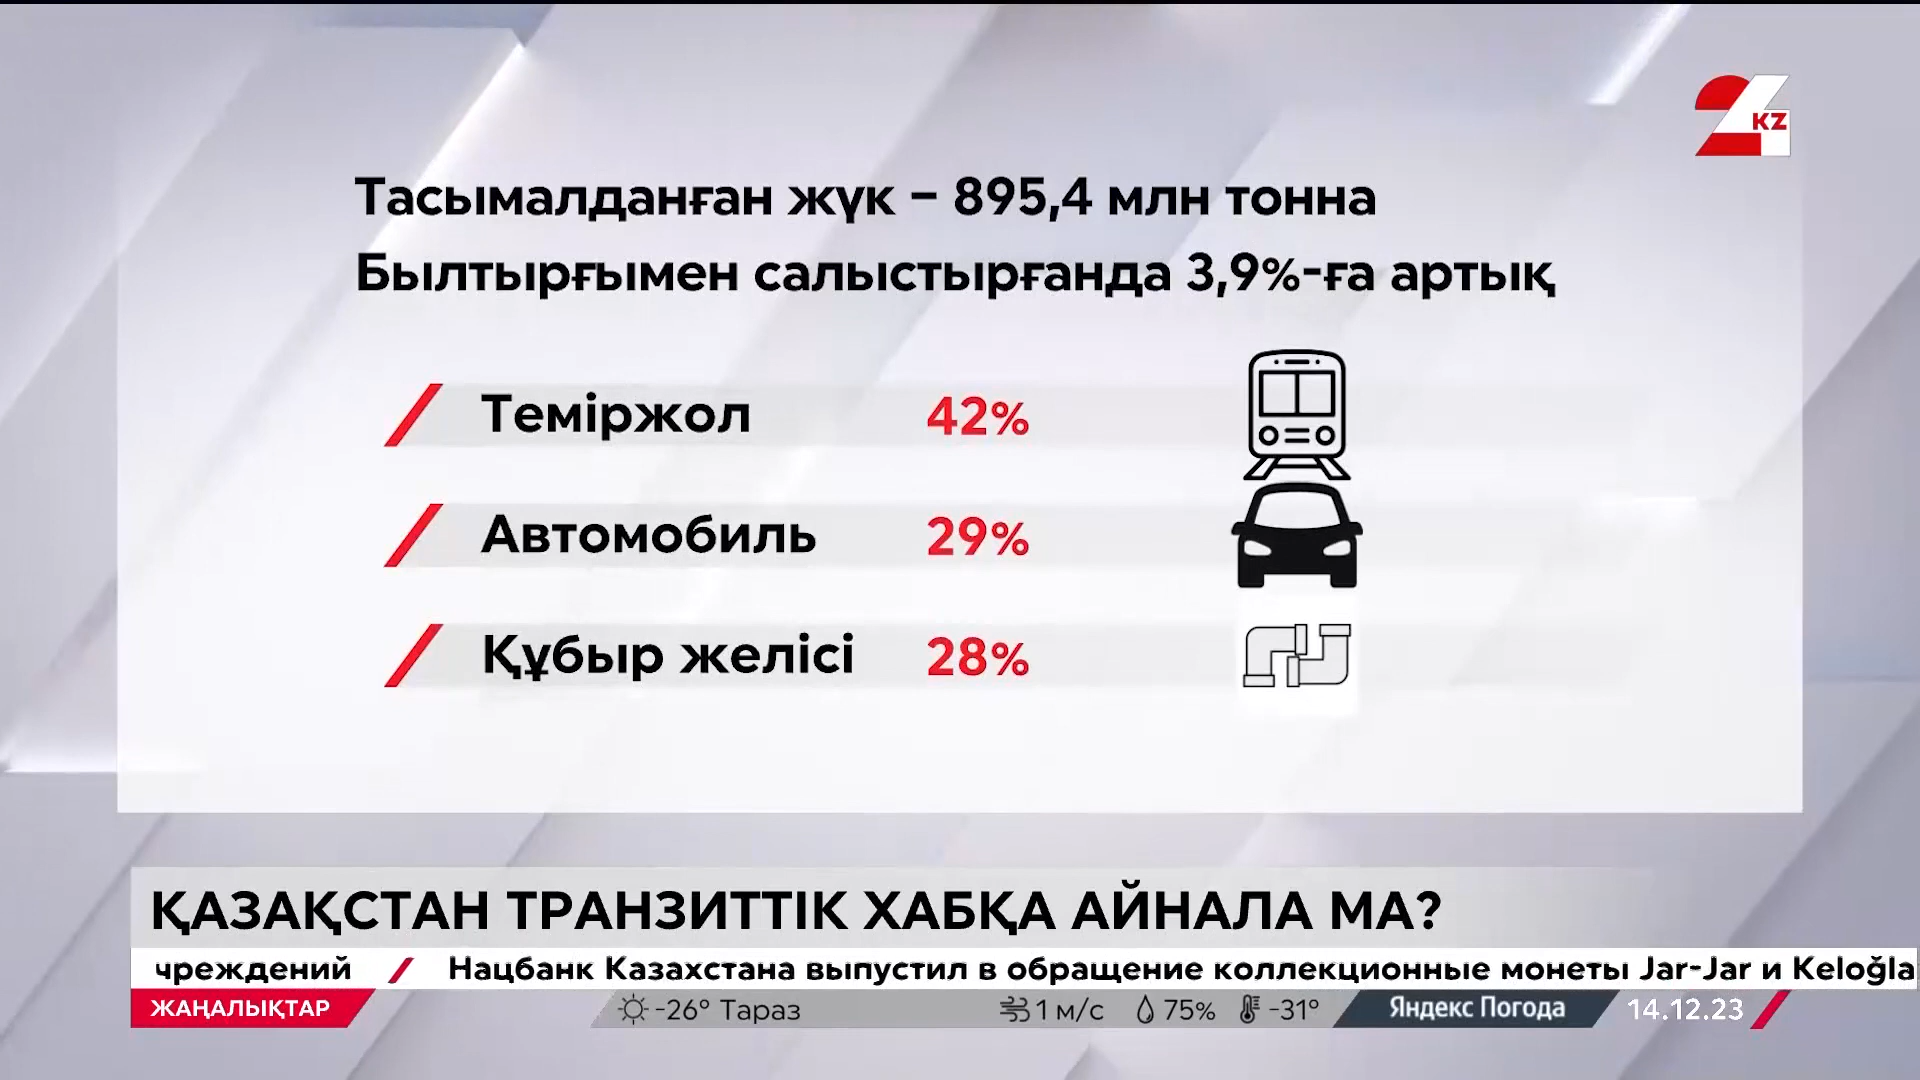 24 KZ
Тасымалданған жүк – 895,4 млн тонна
Былтырғымен салыстырғанда 3,9%-ға артық
Теміржол 42%
Автомобиль 29%
Құбыр желісі 28%
ҚАЗАҚСТАН ТРАНЗИТТІК ХАБҚА АЙНАЛА МА?
чреждений / Нацбанк Казахстана выпустил в обращение коллекционные монеты Jar-Jar и Keloğla
ЖАҢАЛЫҚТАР -26° Тараз 1 м/с 75% -31° Яндекс Погода 14.12.23